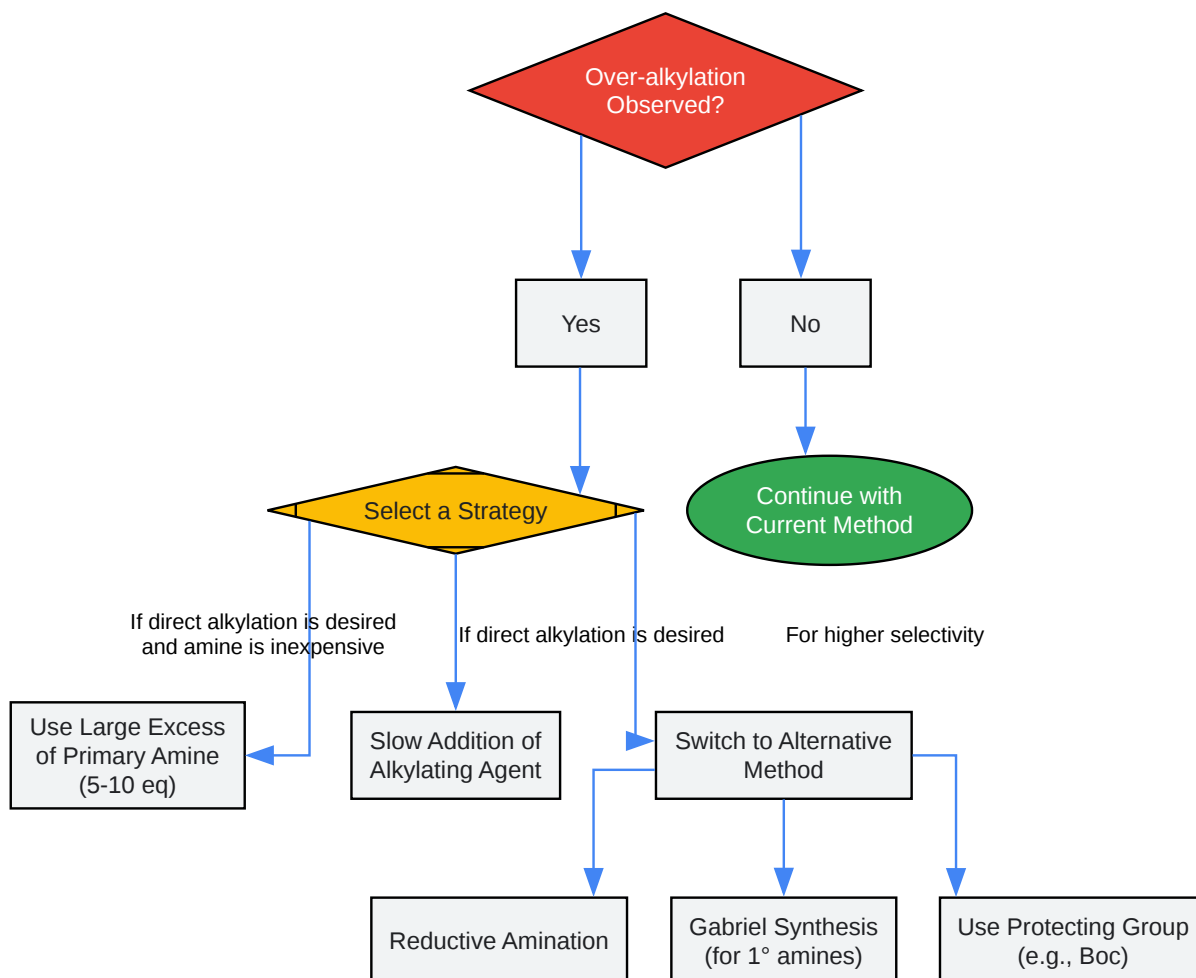 Over-alkylation
Observed?
Yes
No
Select a Strategy
Continue with
Current Method
If direct alkylation is desired
and amine is inexpensive
If direct alkylation is desired
For higher selectivity
Use Large Excess
of Primary Amine
(5-10 eq)
Slow Addition of
Alkylating Agent
Switch to Alternative
Method
Reductive Amination
Gabriel Synthesis
(for 1° amines)
Use Protecting Group
(e.g., Boc)